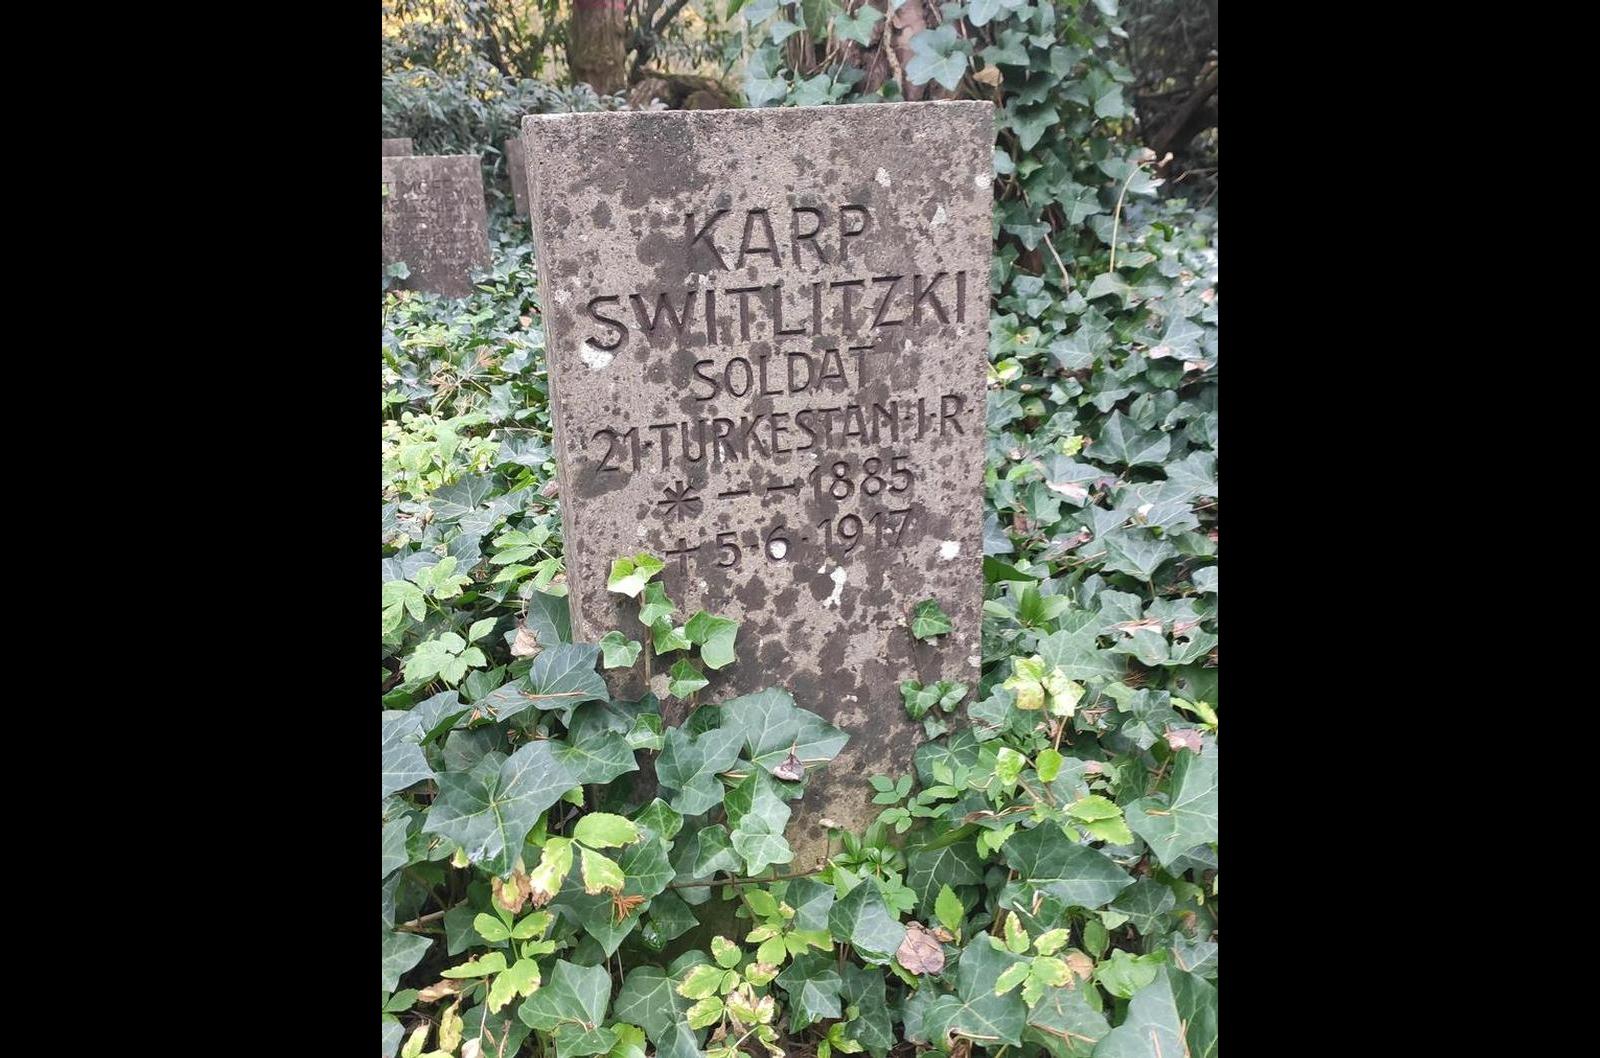 KARP
SWITLITZKI
SOLDAT
21·TURKESTAN·I·R·
* – – 1885
† 5·6·1917